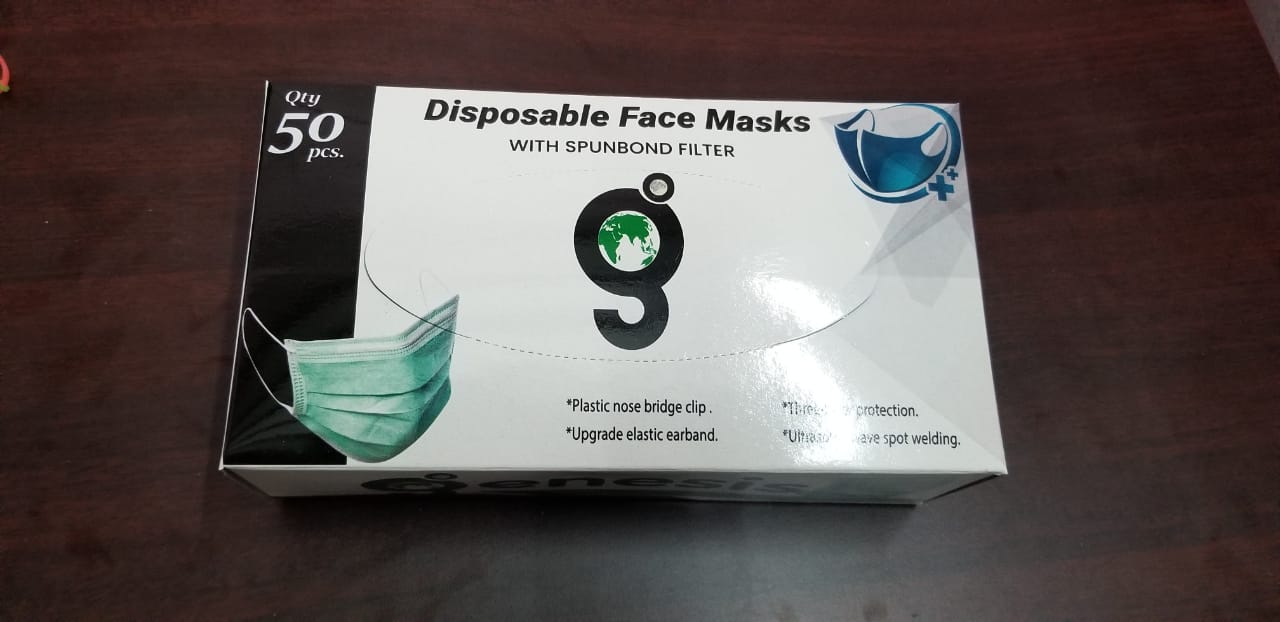 Qty
50
pcs.
Disposable Face Masks
WITH SPUNBOND FILTER
g
*Plastic nose bridge clip .
*Upgrade elastic earband.
protection.
spot welding.
genesis